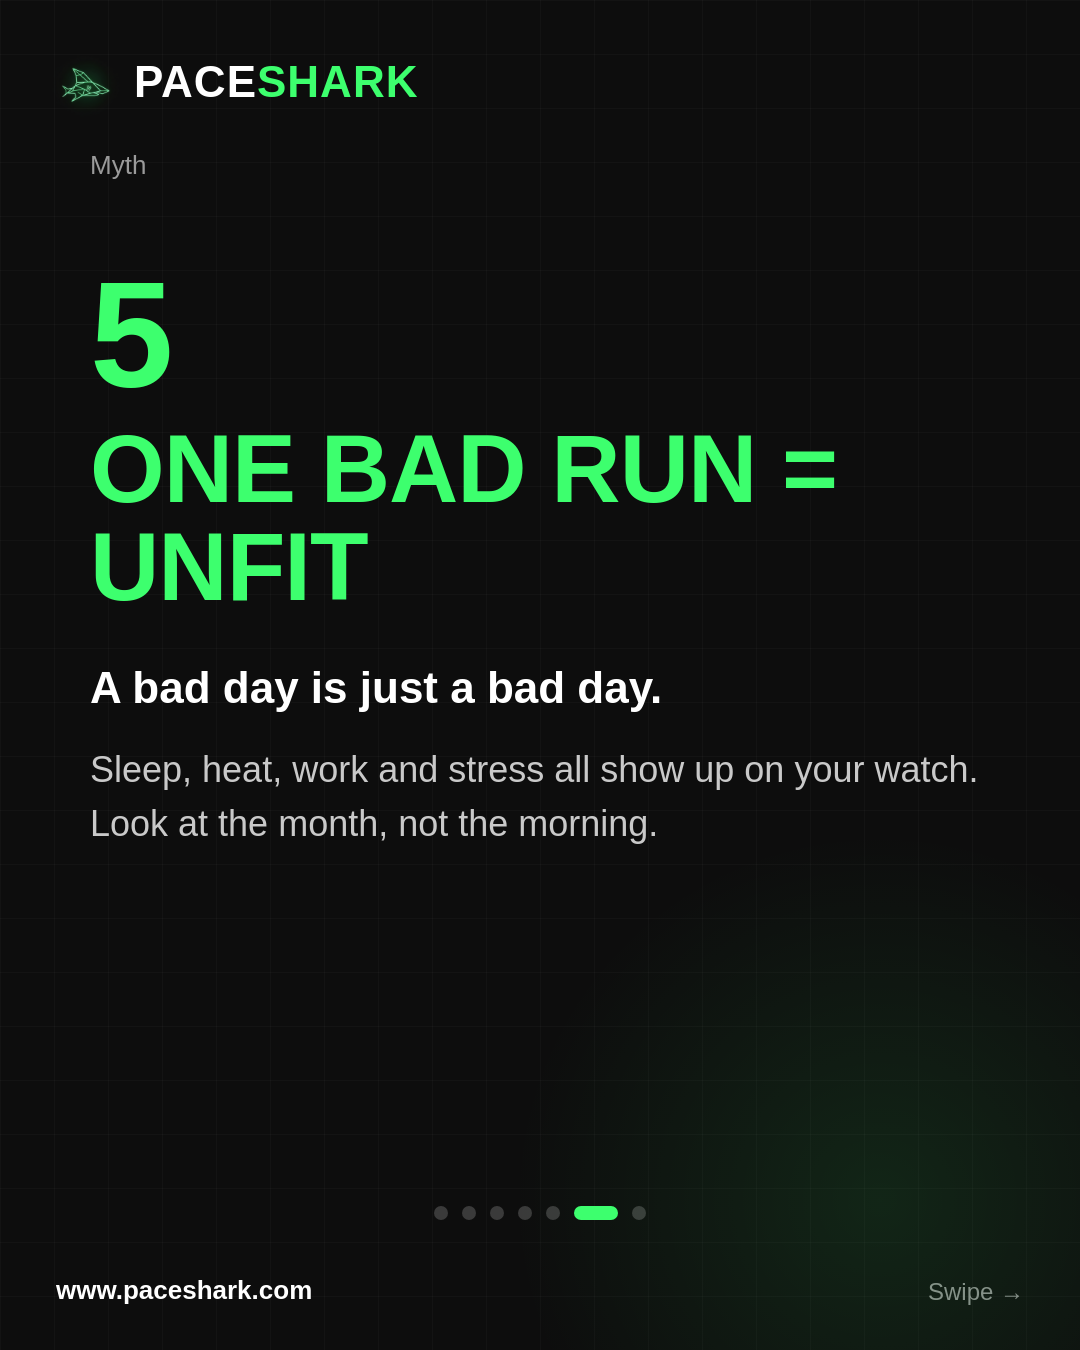 PACESHARK
Myth
5
ONE BAD RUN =
UNFIT
A bad day is just a bad day.
Sleep, heat, work and stress all show up on your watch.
Look at the month, not the morning.
www.paceshark.com
Swipe →